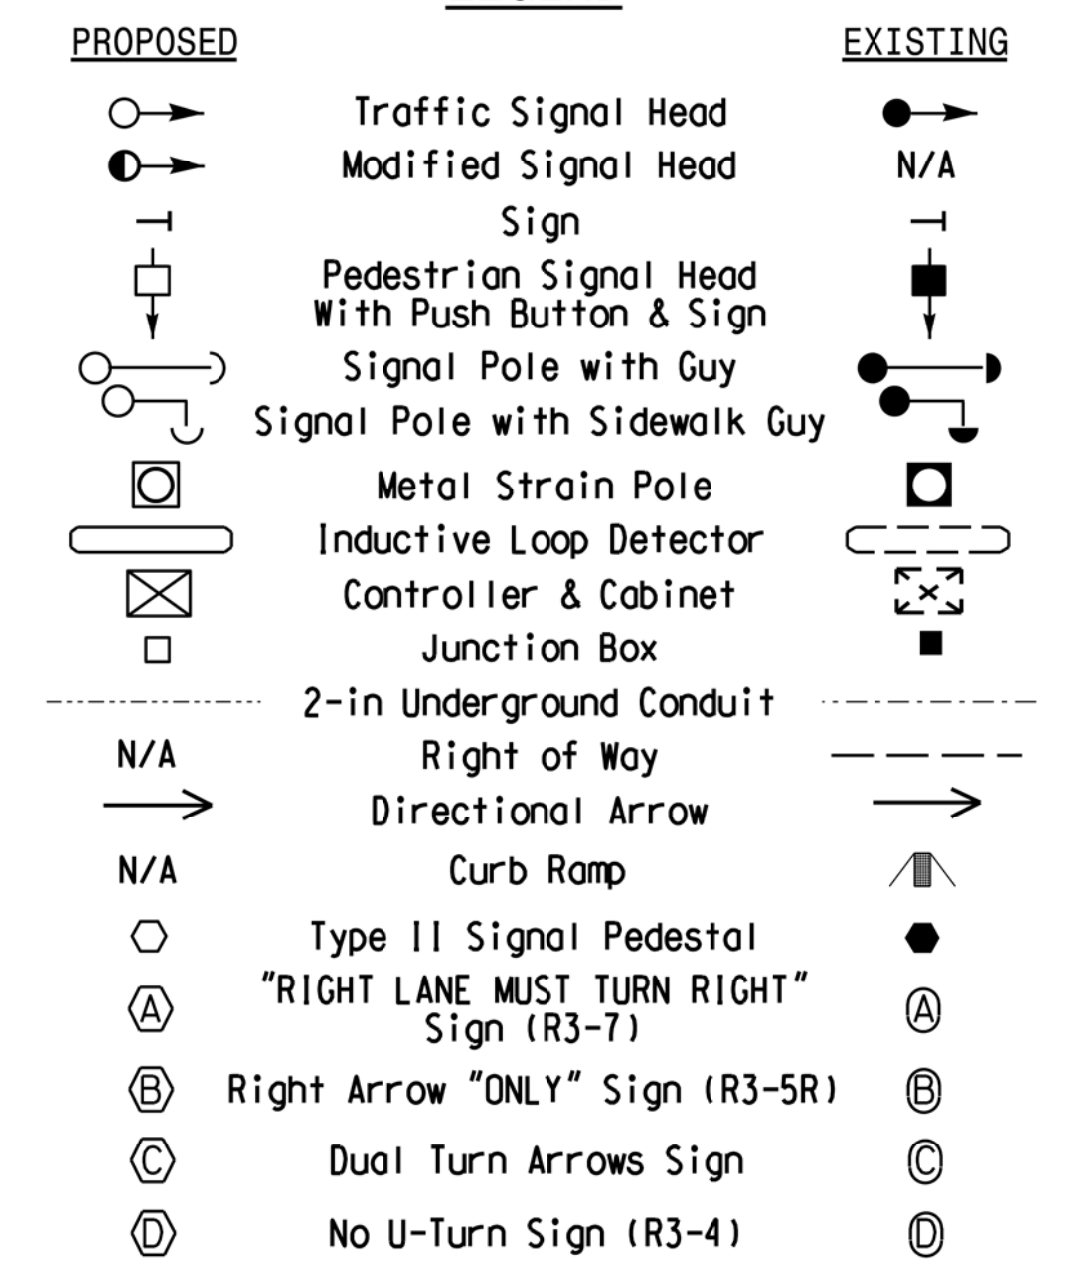 PROPOSED EXISTING
Traffic Signal Head
Modified Signal Head N/A
Sign
Pedestrian Signal Head
With Push Button & Sign
Signal Pole with Guy
Signal Pole with Sidewalk Guy
Metal Strain Pole
Inductive Loop Detector
Controller & Cabinet
Junction Box
2-in Underground Conduit
N/A Right of Way
Directional Arrow
N/A Curb Ramp
Type II Signal Pedestal
"RIGHT LANE MUST TURN RIGHT"
A Sign (R3-7) A
B Right Arrow "ONLY" Sign (R3-5R) B
C Dual Turn Arrows Sign C
D No U-Turn Sign (R3-4) D